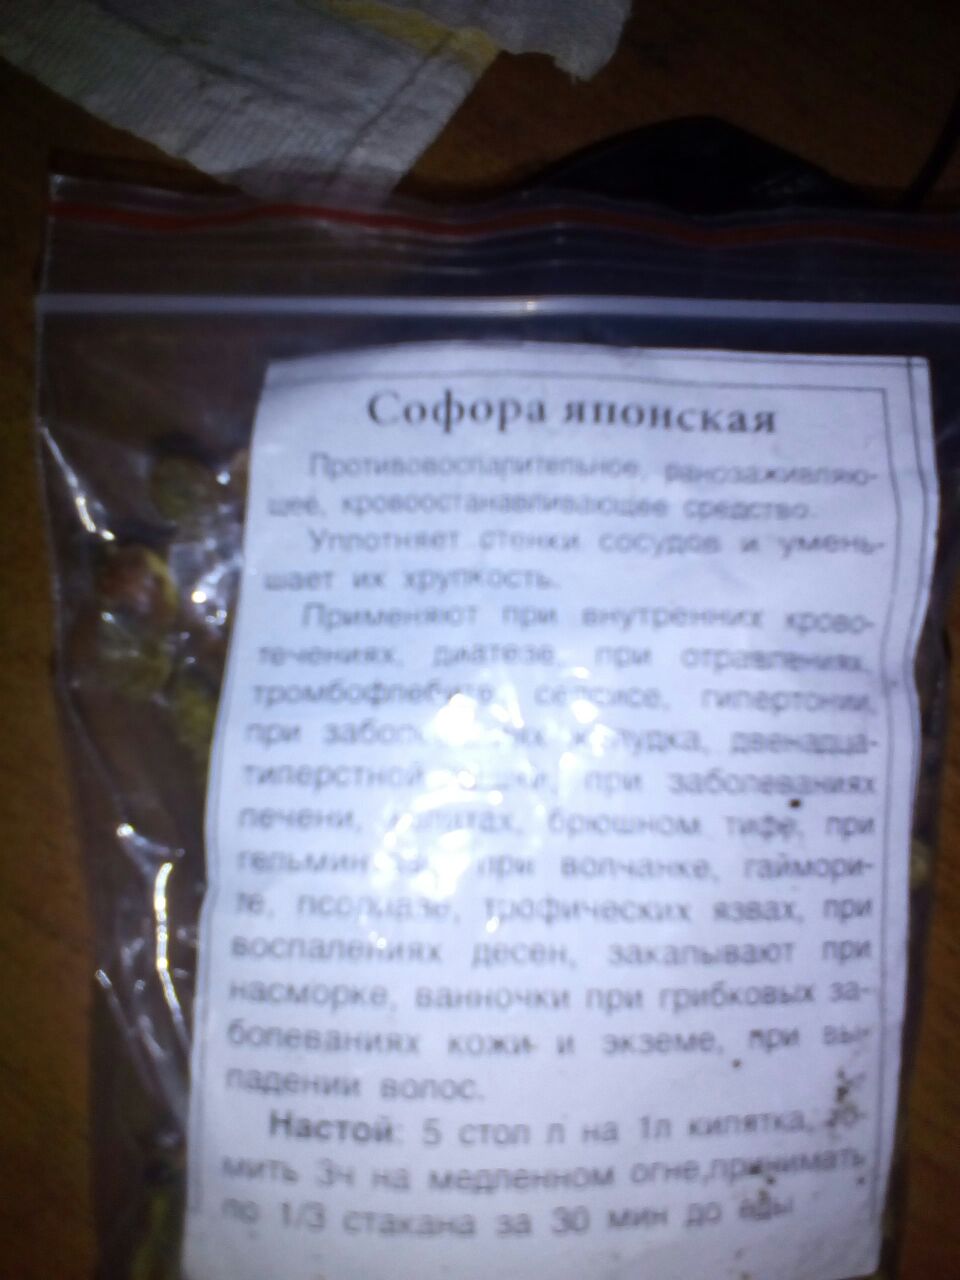 Софора японская
Противовоспалительное, ранозаживляю-
щее, кровоостанавливающее средство.
Уплотняет стенки сосудов и умень-
шает их хрупкость.
Применяют при внутренних крово-
течениях, диатезе, при отравлениях,
тромбофлебите, сепсисе, гипертонии,
при желудка, двенадца-
типерстной при заболеваниях
печени, брюшном тифе, при
при волчанке, гаймори-
те, псориазе, трофических язвах, при
воспалениях десен, закапывают при
насморке, ванночки при грибковых за-
болеваниях кожи и экземе, при вы-
падении волос.
Настой: 5 стол л на 1л кипятка, то-
мить 3ч на медленном огне,принимать
по 1/3 стакана за 30 мин до еды